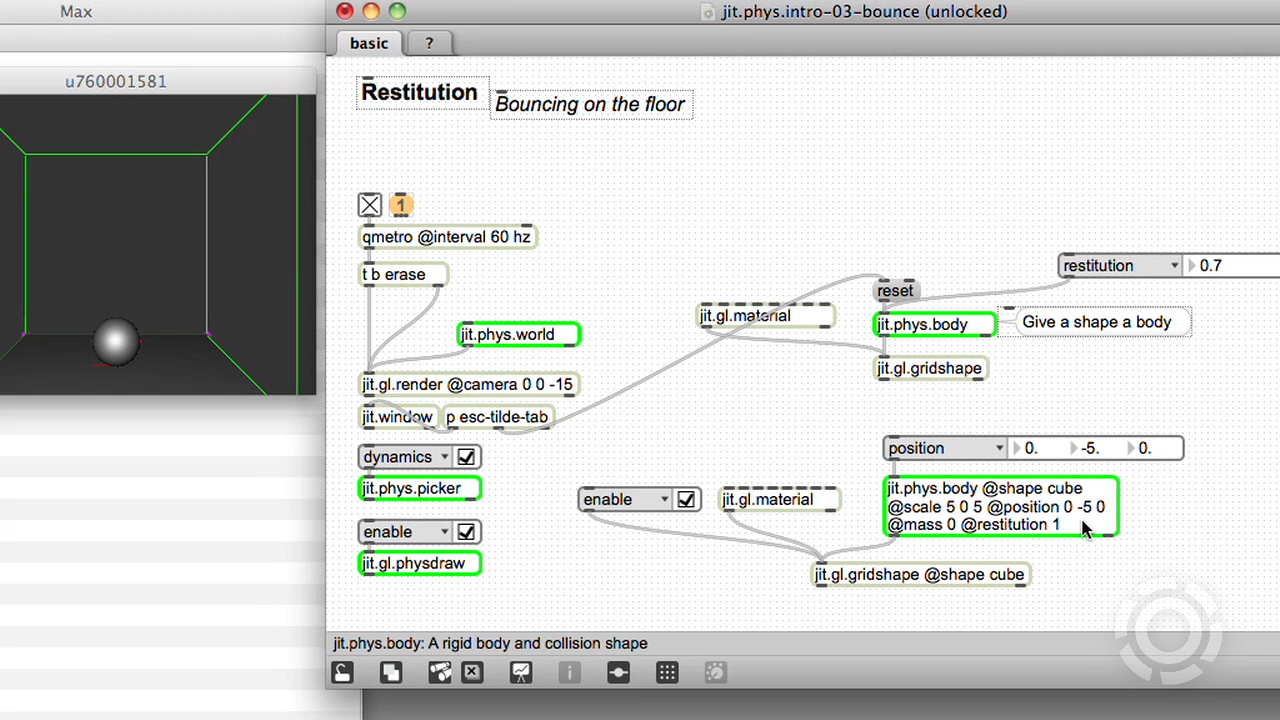 Max
jit.phys.intro-03-bounce (unlocked)
basic
?
u760001581
Restitution
Bouncing on the floor
1
qmetro @interval 60 hz
t b erase
jit.phys.world
jit.gl.render @camera 0 0 -15
jit.window
p esc-tilde-tab
dynamics
jit.phys.picker
enable
jit.gl.physdraw
restitution
0.7
reset
jit.gl.material
jit.phys.body
Give a shape a body
jit.gl.gridshape
position
0.
-5.
0.
enable
jit.gl.material
jit.phys.body @shape cube
@scale 5 0 5 @position 0 -5 0
@mass 0 @restitution 1
jit.gl.gridshape @shape cube
jit.phys.body: A rigid body and collision shape